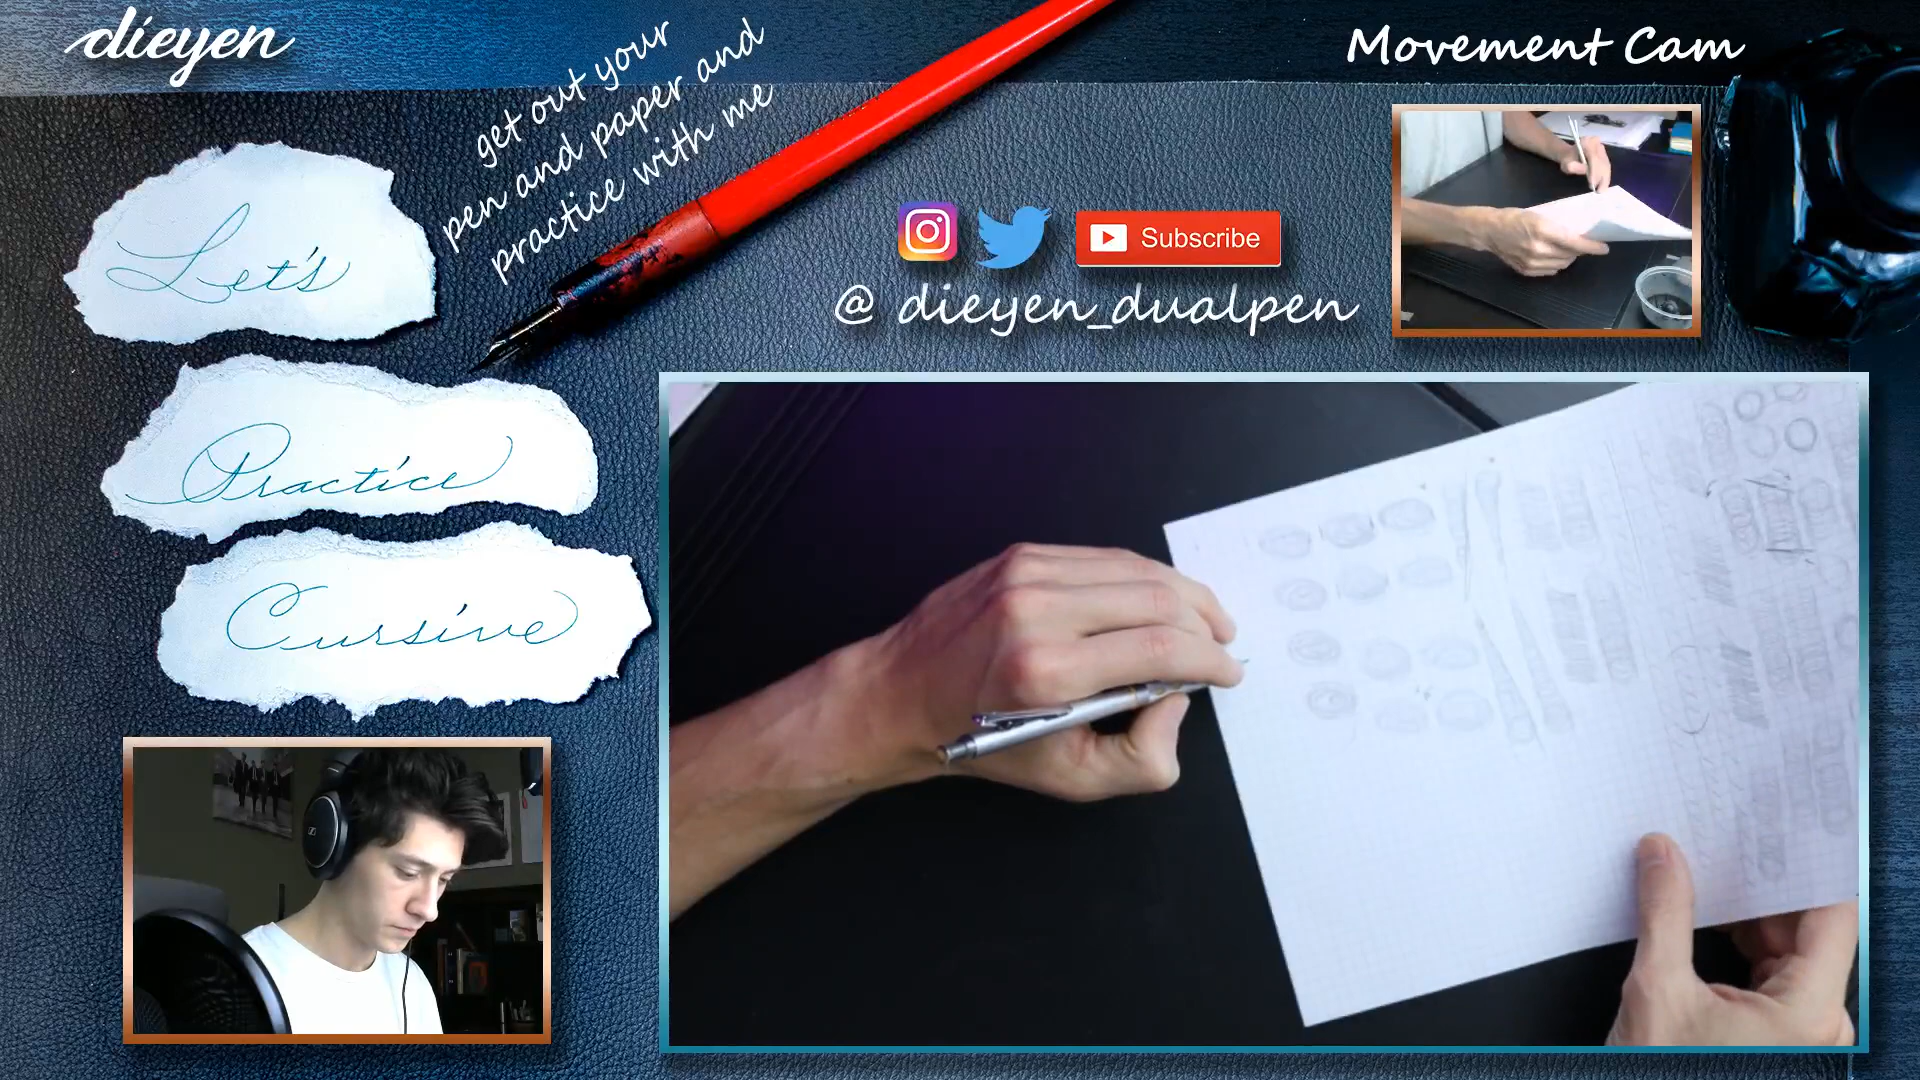 dieyen
get out your
pen and paper and
practice with me
Movement Cam
Let's
Practice
Cursive
Subscribe
@ dieyen_dualpen